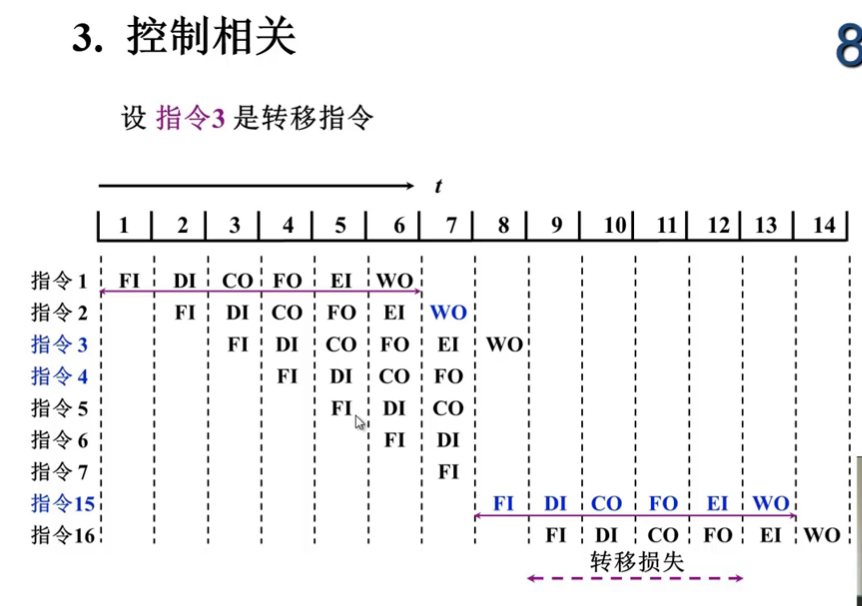 3. 控制相关
8
设 指令3 是转移指令
t
1 2 3 4 5 6 7 8 9 10 11 12 13 14
指令 1 FI DI CO FO EI WO
指令 2 FI DI CO FO EI WO
指令 3 FI DI CO FO EI WO
指令 4 FI DI CO FO
指令 5 FI DI CO
指令 6 FI DI
指令 7 FI
指令15 FI DI CO FO EI WO
指令16 FI DI CO FO EI WO
转移损失